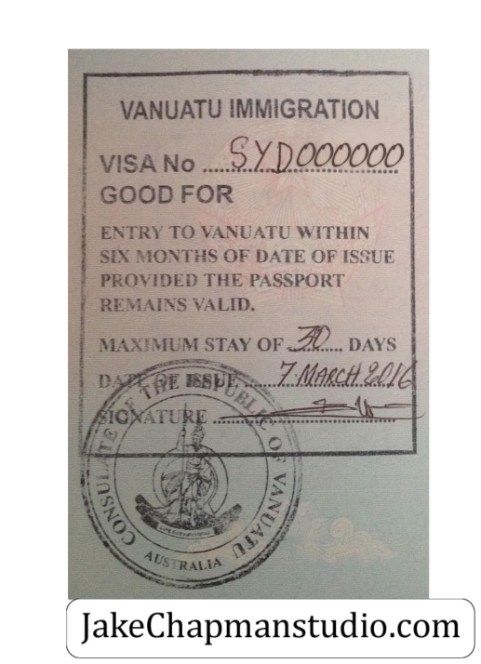 VANUATU IMMIGRATION
VISA No ..... SYD000000
GOOD FOR
ENTRY TO VANUATU WITHIN
SIX MONTHS OF DATE OF ISSUE
PROVIDED THE PASSPORT
REMAINS VALID.
MAXIMUM STAY OF 30 ..... DAYS
DATE OF ISSUE ..... 7. MARCH 2016
SIGNATURE .....
CONSULATE OF THE REPUBLIC OF VANUATU
AUSTRALIA
JakeChapmanstudio.com